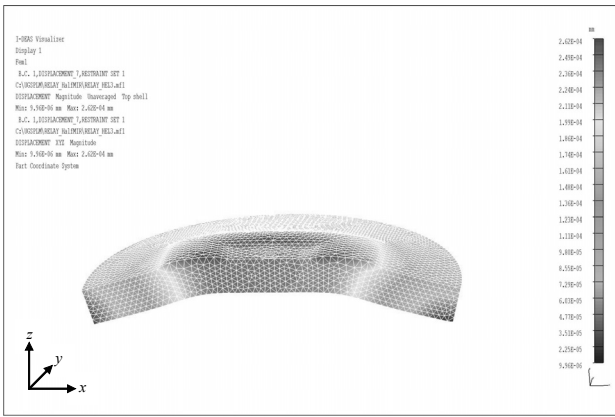 I-DEAS Visualizer
Display 1
Fem1
B.C. 1,DISPLACEMENT_7,RESTRAINT SET 1
C:\UGSPLM\RELAY_HalfMIR\RELAY_HEL3.mf1
DISPLACEMENT Magnitude Unaveraged Top shell
Min: 9.96E-06 mm Max: 2.62E-04 mm
B.C. 1,DISPLACEMENT_7,RESTRAINT SET 1
C:\UGSPLM\RELAY_HalfMIR\RELAY_HEL3.mf1
DISPLACEMENT XYZ Magnitude
Min: 9.96E-06 mm Max: 2.62E-04 mm
Part Coordinate System
mm
2.62E-04
2.49E-04
2.36E-04
2.24E-04
2.11E-04
1.99E-04
1.86E-04
1.74E-04
1.61E-04
1.48E-04
1.36E-04
1.23E-04
1.11E-04
9.80E-05
8.55E-05
7.29E-05
6.03E-05
4.77E-05
3.51E-05
2.25E-05
9.96E-06
z
y
x